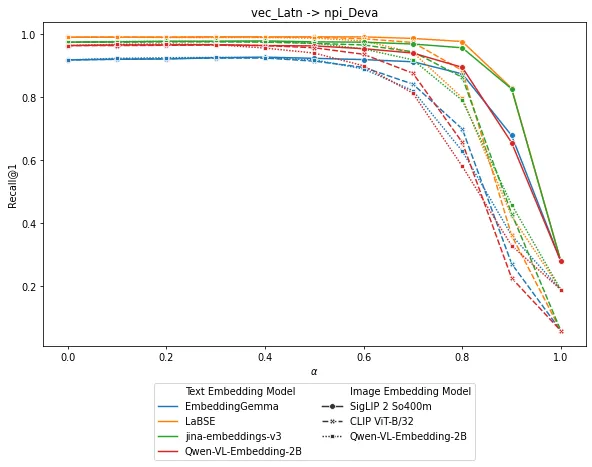 vec_Latn -> npi_Deva
1.0
0.8
0.6
0.4
0.2
Recall@1
0.0 0.2 0.4 0.6 0.8 1.0
α
Text Embedding Model Image Embedding Model
EmbeddingGemma SigLIP 2 So400m
LaBSE CLIP ViT-B/32
jina-embeddings-v3 Qwen-VL-Embedding-2B
Qwen-VL-Embedding-2B